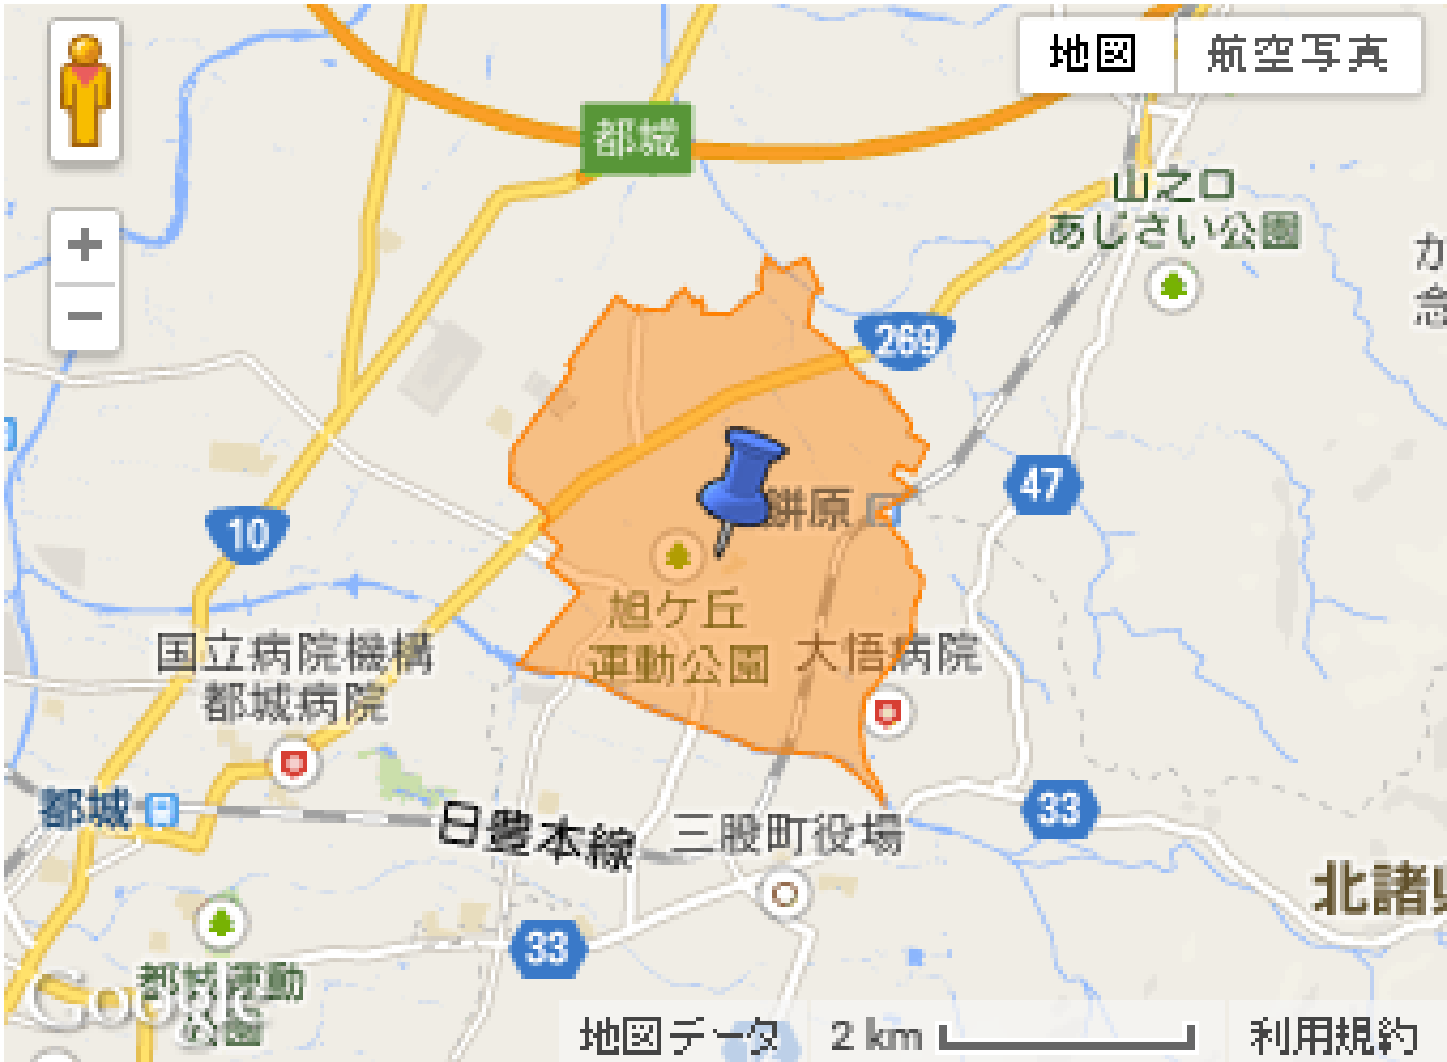 地図
航空写真
都城
山之口
あじさい公園
+
−
269
47
餅原
10
旭ケ丘
運動公園
大悟病院
国立病院機構
都城病院
都城
33
日豊本線
三股町役場
北諸県
33
都城運動
公園
Google
地図データ
2 km
利用規約